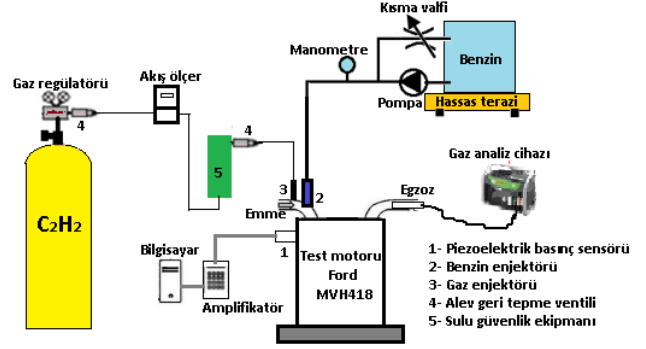 Kısma valfi
Manometre
Benzin
Pompa
Hassas terazi
Gaz regülatörü
Akış ölçer
4
4
5
3
2
Emme
Egzoz
Gaz analiz cihazı
C₂H₂
Bilgisayar
1
Amplifikatör
Test motoru
Ford
MVH418
1- Piezoelektrik basınç sensörü
2- Benzin enjektörü
3- Gaz enjektörü
4- Alev geri tepme ventili
5- Sulu güvenlik ekipmanı